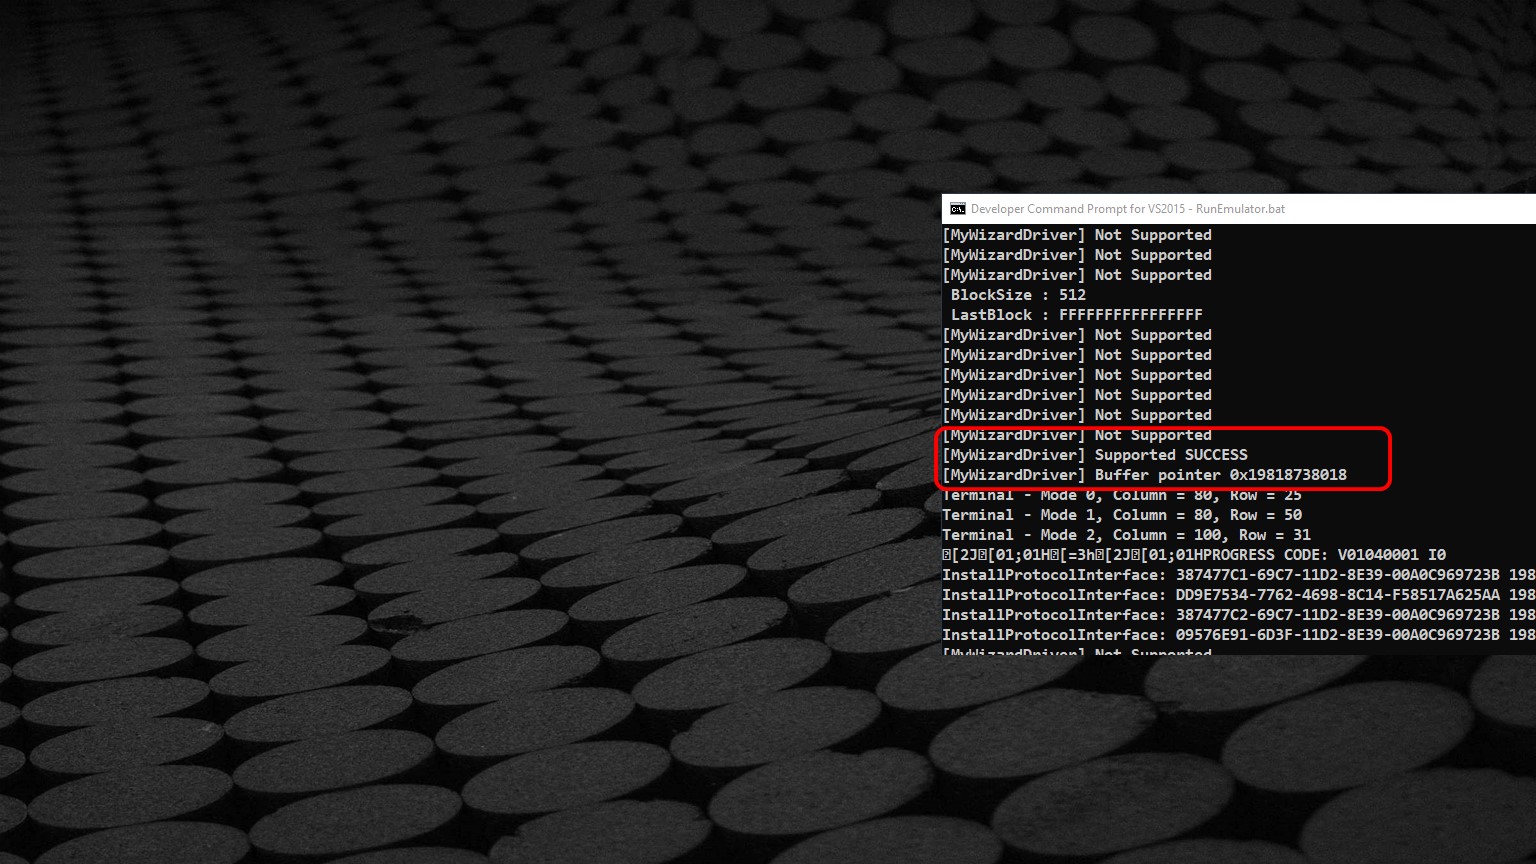 Developer Command Prompt for VS2015 - RunEmulator.bat
[MyWizardDriver] Not Supported
[MyWizardDriver] Not Supported
[MyWizardDriver] Not Supported
BlockSize : 512
LastBlock : FFFFFFFFFFFFFFFF
[MyWizardDriver] Not Supported
[MyWizardDriver] Not Supported
[MyWizardDriver] Not Supported
[MyWizardDriver] Not Supported
[MyWizardDriver] Not Supported
[MyWizardDriver] Not Supported
[MyWizardDriver] Supported SUCCESS
[MyWizardDriver] Buffer pointer 0x19818738018
Terminal - Mode 0, Column = 80, Row = 25
Terminal - Mode 1, Column = 80, Row = 50
Terminal - Mode 2, Column = 100, Row = 31
[2J[01;01H[=3h[2J[01;01HPROGRESS CODE: V01040001 I0
InstallProtocolInterface: 387477C1-69C7-11D2-8E39-00A0C969723B 198
InstallProtocolInterface: DD9E7534-7762-4698-8C14-F58517A625AA 198
InstallProtocolInterface: 387477C2-69C7-11D2-8E39-00A0C969723B 198
InstallProtocolInterface: 09576E91-6D3F-11D2-8E39-00A0C969723B 198
[MyWizardDriver] Not Supported